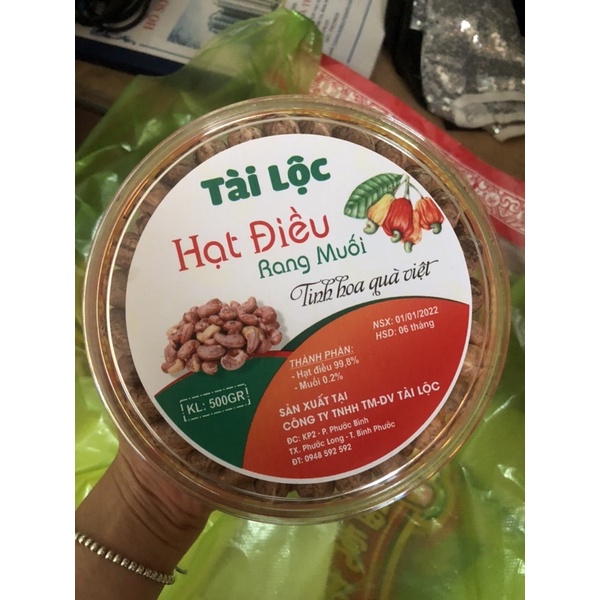 Tài Lộc
Hạt Điều
Rang Muối
Tinh hoa quà việt
NSX: 01/01/2022
HSD: 06 tháng
THÀNH PHẦN:
- Hạt điều 99,8%
- Muối 0.2%
KL: 500GR
SẢN XUẤT TẠI
CÔNG TY TNHH TM-DV TÀI LỘC
ĐC: KP2 - P. Phước Bình
TX. Phước Long - T. Bình Phước
ĐT: 0948 592 592